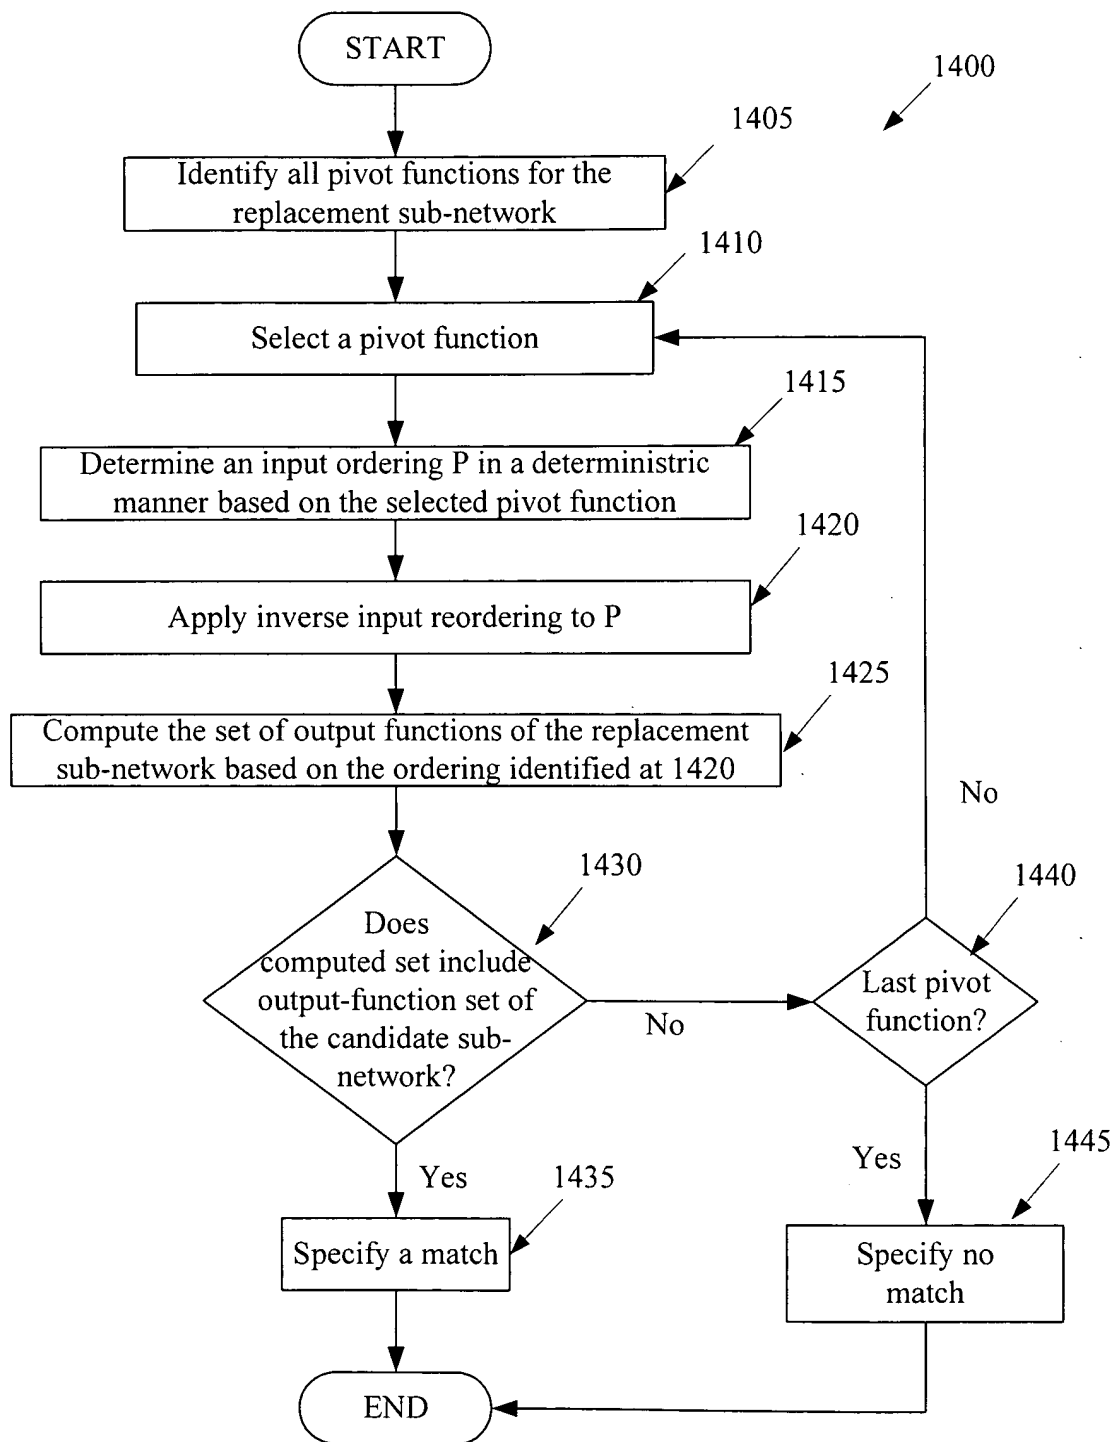 START
1400
1405
Identify all pivot functions for the
replacement sub-network
1410
Select a pivot function
1415
Determine an input ordering P in a deterministric
manner based on the selected pivot function
1420
Apply inverse input reordering to P
1425
Compute the set of output functions of the replacement
sub-network based on the ordering identified at 1420
No
1430
Does
computed set include
output-function set of
the candidate sub-
network?
No
1440
Last pivot
function?
Yes
1435
Specify a match
Yes
1445
Specify no
match
END